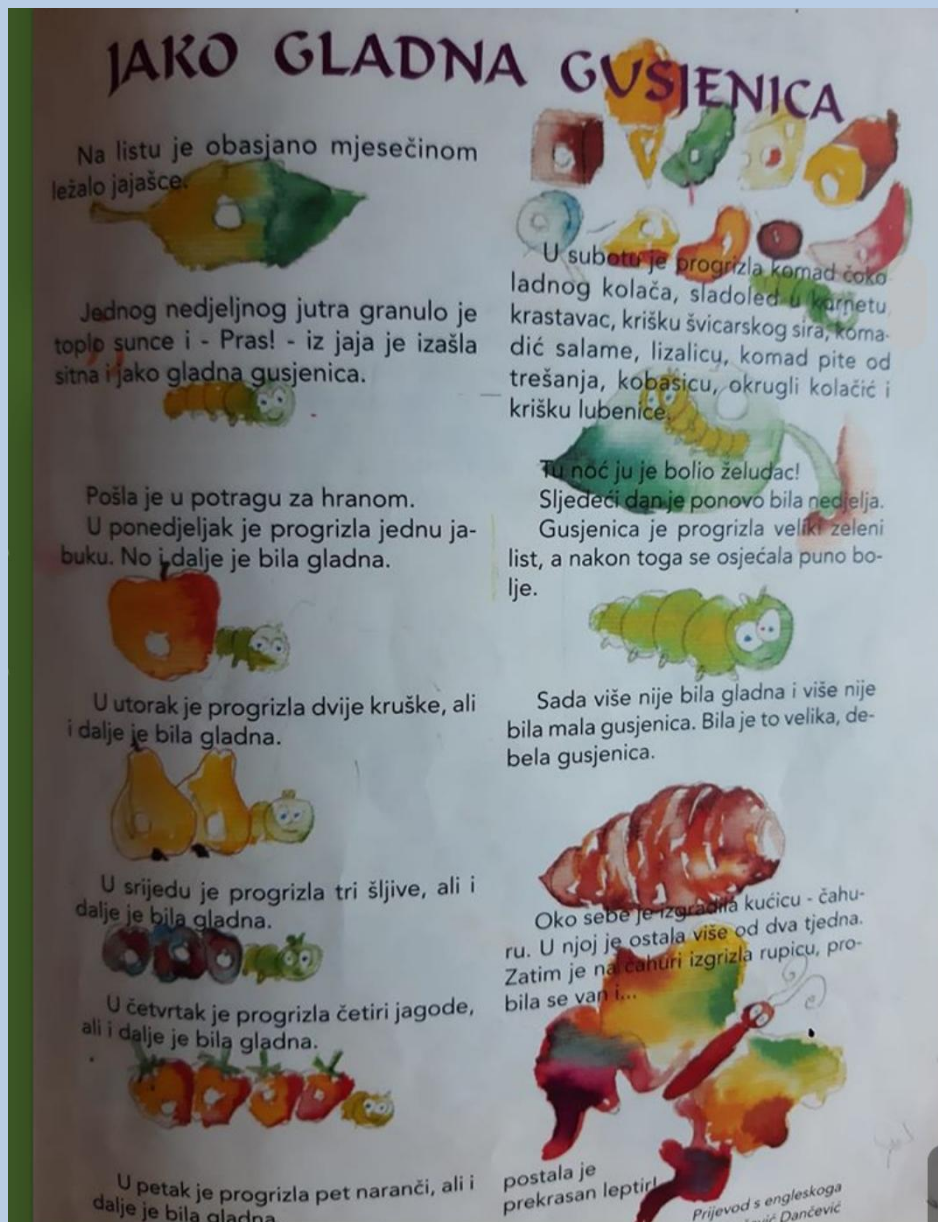 JAKO GLADNA GUSJENICA
Na listu je obasjano mjesečinom
ležalo jajašce.
Jednog nedjeljnog jutra granulo je
toplo sunce i - Pras! - iz jaja je izašla
sitna i jako gladna gusjenica.
Pošla je u potragu za hranom.
U ponedjeljak je progrizla jednu ja-
buku. No i dalje je bila gladna.
U utorak je progrizla dvije kruške, ali
i dalje je bila gladna.
U srijedu je progrizla tri šljive, ali i
dalje je bila gladna.
U četvrtak je progrizla četiri jagode,
ali i dalje je bila gladna.
U petak je progrizla pet naranči, ali i
dalje je bila gladna
U subotu je progrizla komad čoko-
ladnog kolača, sladoled u kornetu,
krastavac, krišku švicarskog sira, koma-
dić salame, lizalicu, komad pite od
trešanja, kobasicu, okrugli kolačić i
krišku lubenice.
Tu noć ju je bolio želudac!
Sljedeći dan je ponovo bila nedjelja.
Gusjenica je progrizla veliki zeleni
list, a nakon toga se osjećala puno bo-
lje.
Sada više nije bila gladna i više nije
bila mala gusjenica. Bila je to velika, de-
bela gusjenica.
Oko sebe je izgradila kućicu - čahu-
ru. U njoj je ostala više od dva tjedna.
Zatim je na čahuri izgrizla rupicu, pro-
bila se van i...
postala je
prekrasan leptir!
Prijevod s engleskoga
Dančević